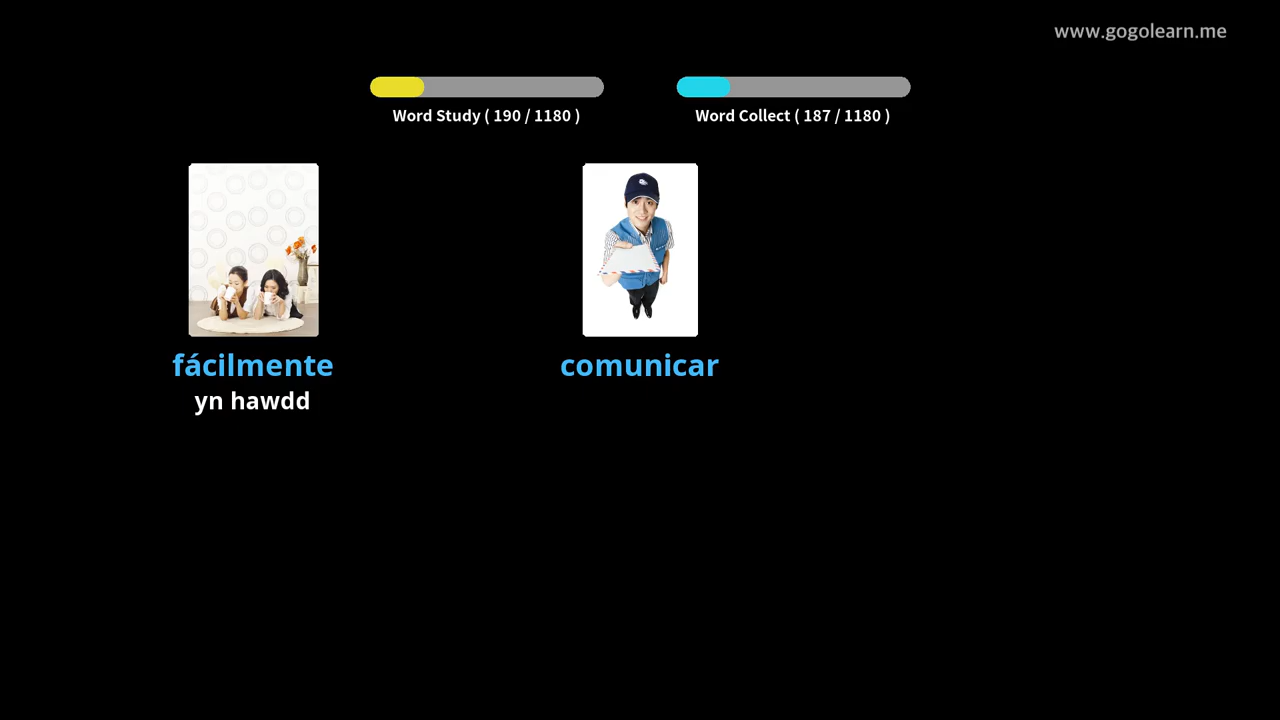 www.gogolearn.me
Word Study ( 190 / 1180 )
Word Collect ( 187 / 1180 )
fácilmente
yn hawdd
comunicar